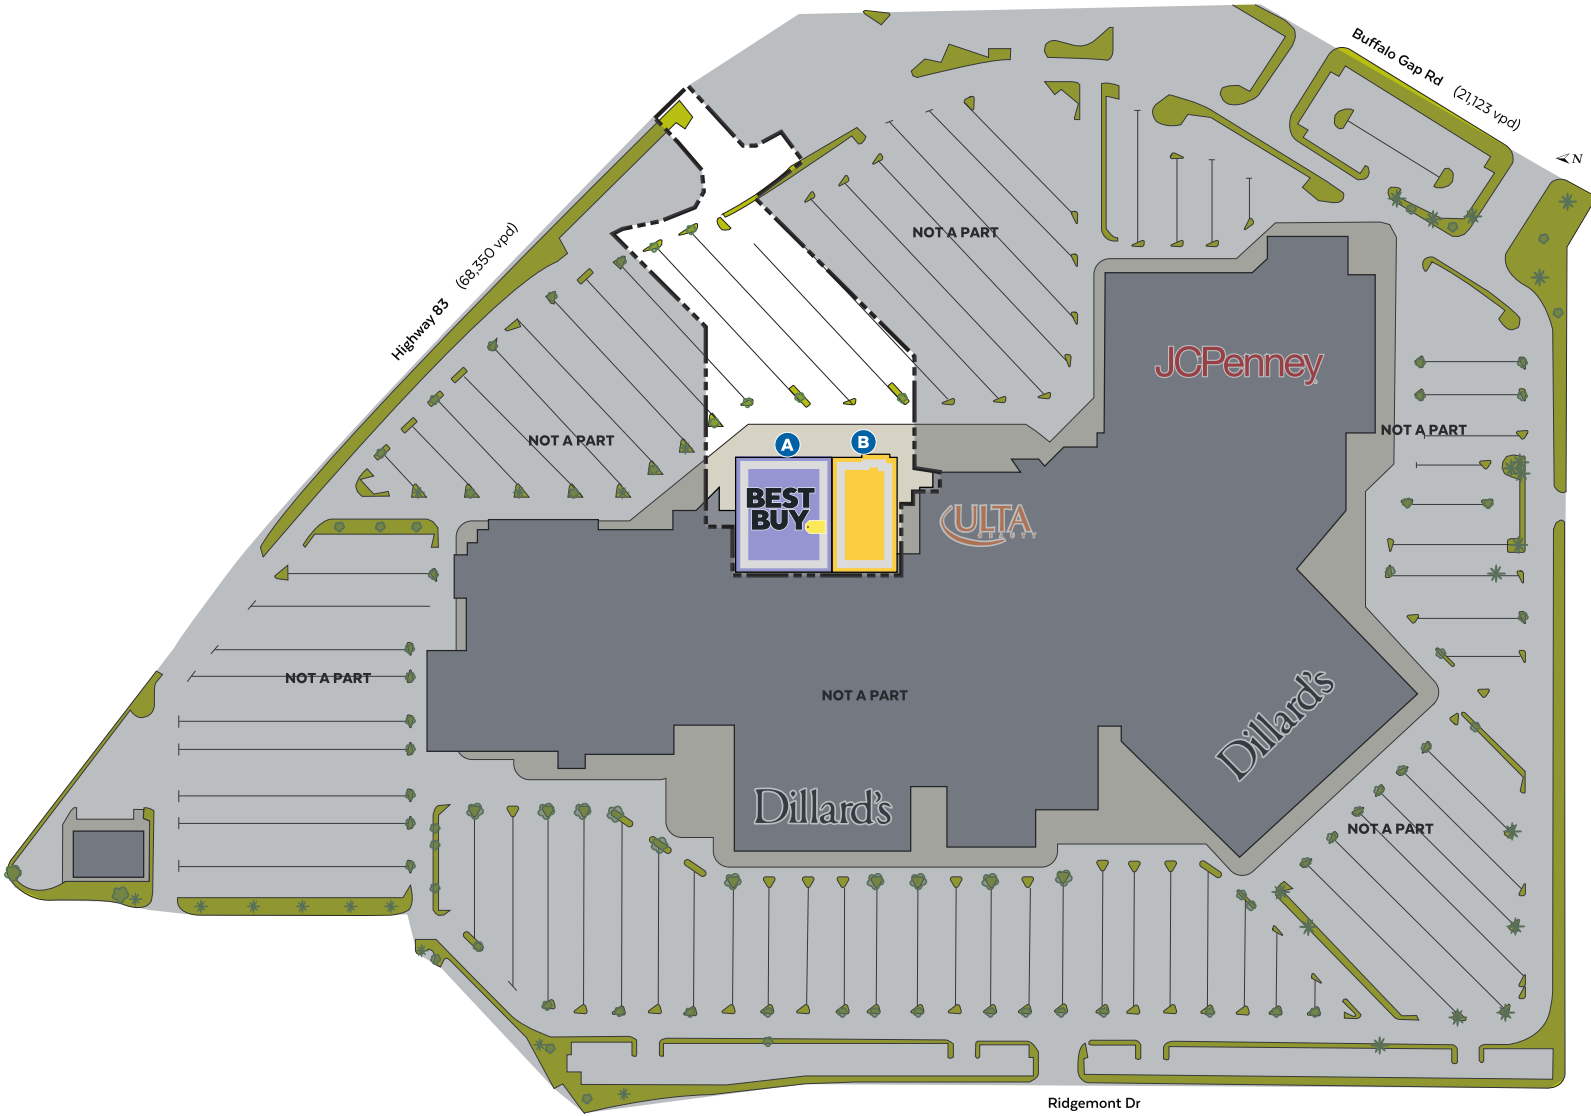 Buffalo Gap Rd (21,123 vpd)
N
Highway 83 (68,350 vpd)
NOT A PART
JCPenney
NOT A PART
NOT A PART
A
B
BEST
BUY
ULTA
BEAUTY
NOT A PART
NOT A PART
Dillard's
Dillard's
NOT A PART
Ridgemont Dr